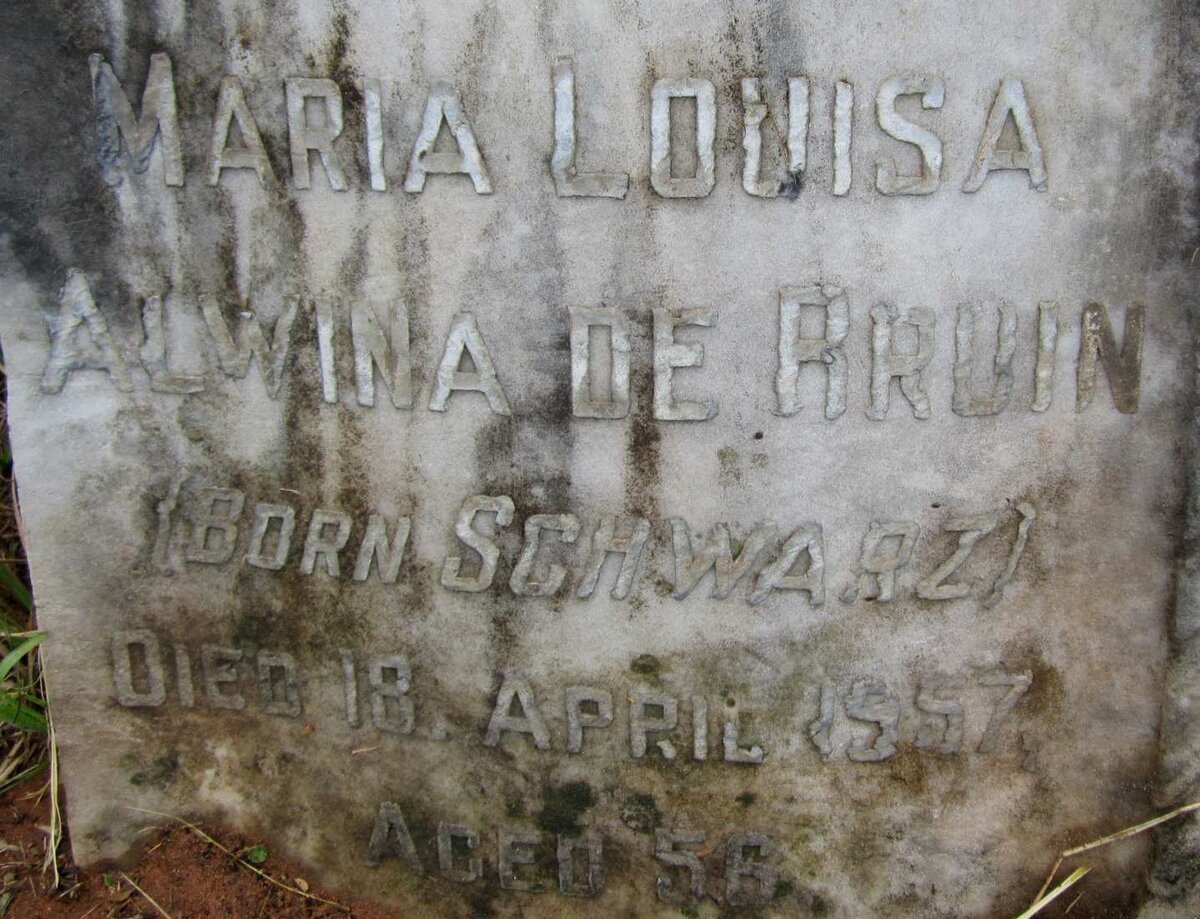 MARIA LOUISA
ALWINA DE BRUIN
(BORN SCHWARZ)
DIED 18. APRIL 1957
AGED 56